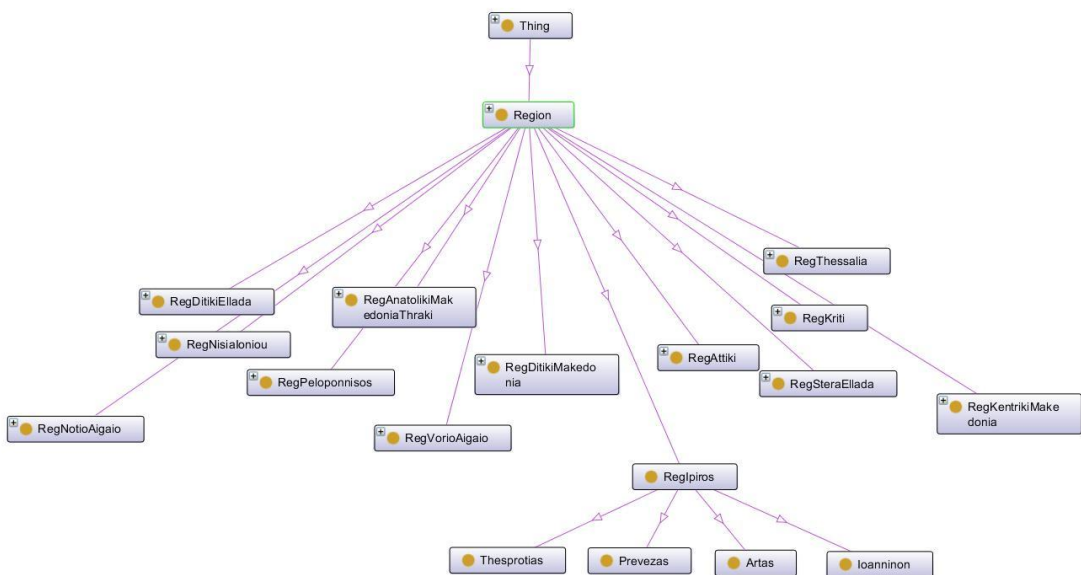 Thing
Region
RegThessalia
RegDitikiEllada
RegAnatolikiMak
edoniaThraki
RegKriti
RegNisiaIoniou
RegDitikiMakedo
nia
RegAttiki
RegPeloponnisos
RegSteraEllada
RegKentrikiMake
donia
RegNotioAigaio
RegVorioAigaio
RegIpiros
Thesprotias
Prevezas
Artas
Ioanninon